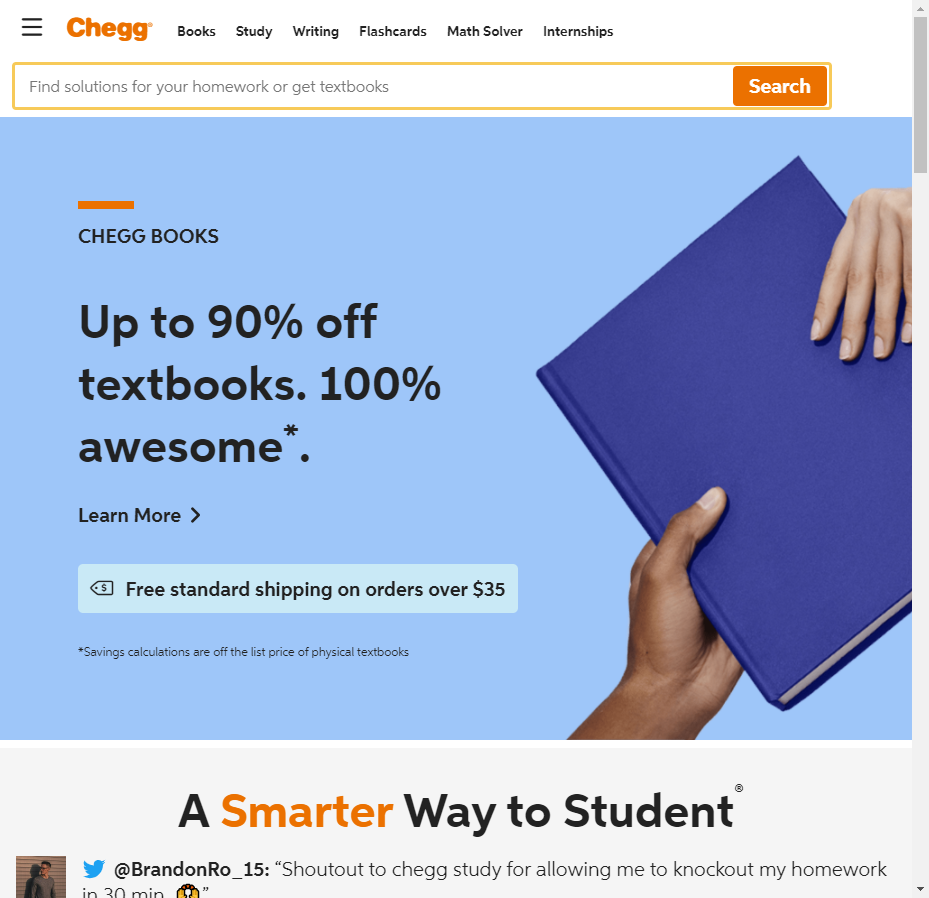 Chegg®
Books Study Writing Flashcards Math Solver Internships
Find solutions for your homework or get textbooks
Search
CHEGG BOOKS
Up to 90% off
textbooks. 100%
awesome*.
Learn More
$ Free standard shipping on orders over $35
*Savings calculations are off the list price of physical textbooks
A Smarter Way to Student®
@BrandonRo_15: “Shoutout to chegg study for allowing me to knockout my homework
in 30 min. ”